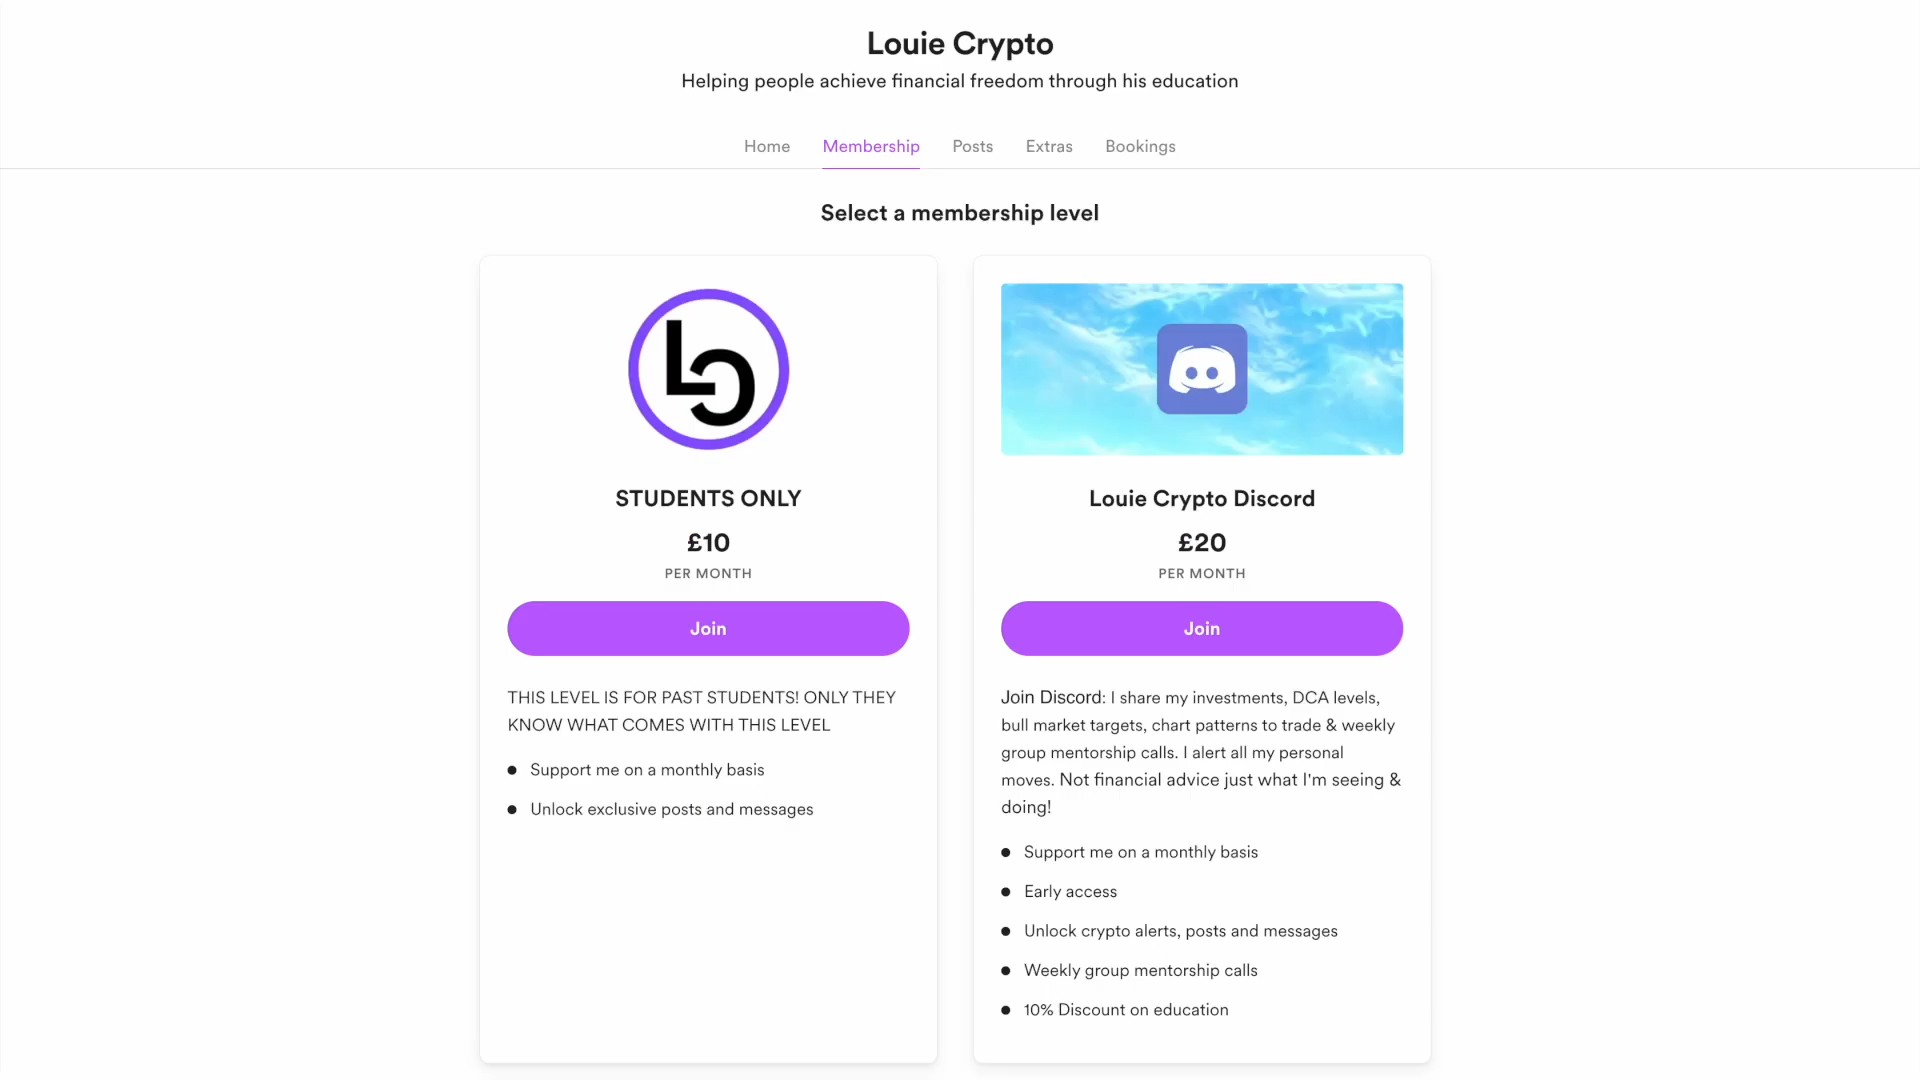 Louie Crypto
Helping people achieve financial freedom through his education
Home Membership Posts Extras Bookings
Select a membership level
LC
STUDENTS ONLY
£10
PER MONTH
Join
THIS LEVEL IS FOR PAST STUDENTS! ONLY THEY
KNOW WHAT COMES WITH THIS LEVEL
Support me on a monthly basis
Unlock exclusive posts and messages
Louie Crypto Discord
£20
PER MONTH
Join
Join Discord: I share my investments, DCA levels,
bull market targets, chart patterns to trade & weekly
group mentorship calls. I alert all my personal
moves. Not financial advice just what I'm seeing &
doing!
Support me on a monthly basis
Early access
Unlock crypto alerts, posts and messages
Weekly group mentorship calls
10% Discount on education